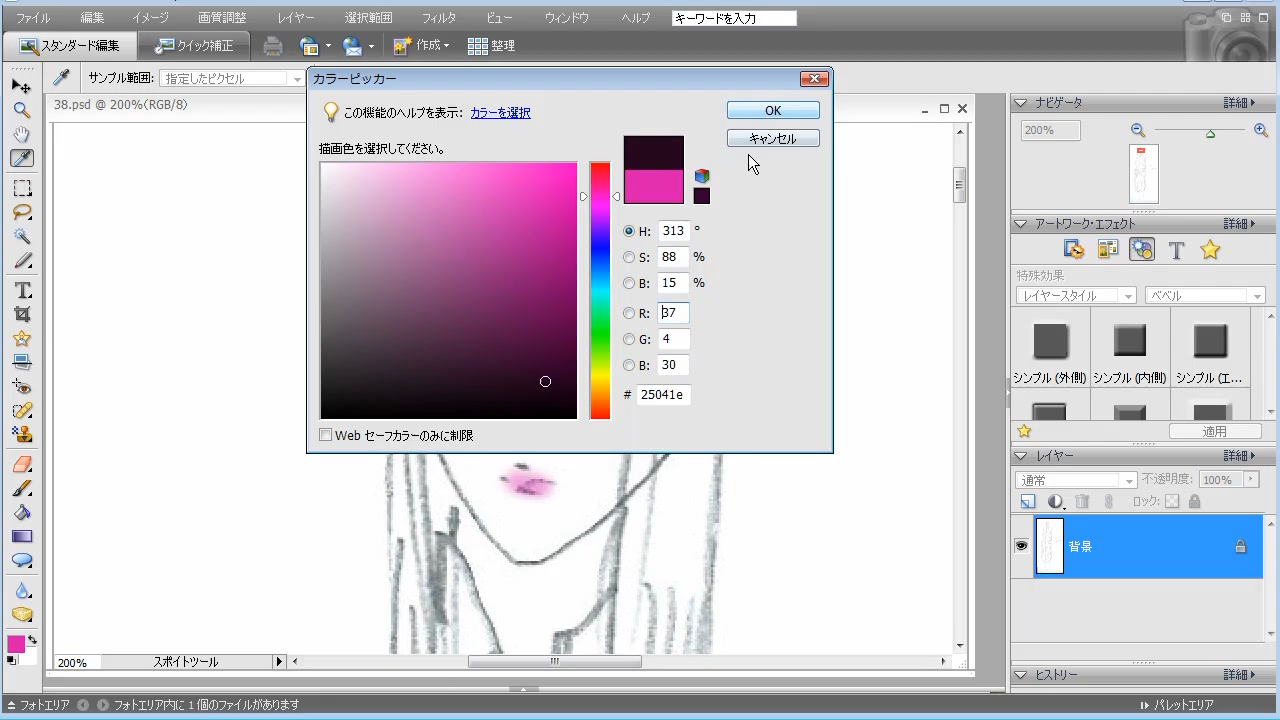 ファイル 編集 イメージ 画質調整 レイヤー 選択範囲 フィルタ ビュー ウィンドウ ヘルプ キーワードを入力
スタンダード編集 クイック補正 作成 整理
サンプル範囲: 指定したピクセル
38.psd @ 200%(RGB/8)
カラーピッカー
この機能のヘルプを表示: カラーを選択
OK
キャンセル
描画色を選択してください。
H: 313 °
S: 88 %
B: 15 %
R: 37
G: 4
B: 30
# 25041e
Web セーフカラーのみに制限
ナビゲータ 詳細
200%
アートワーク・エフェクト 詳細
特殊効果
レイヤースタイル ベベル
シンプル (外側) シンプル (内側) シンプル (エ...
適用
レイヤー 詳細
通常 不透明度: 100%
ロック:
背景
ヒストリー 詳細
200% スポイトツール
フォトエリア フォトエリア内に 1 個のファイルがあります パレットエリア